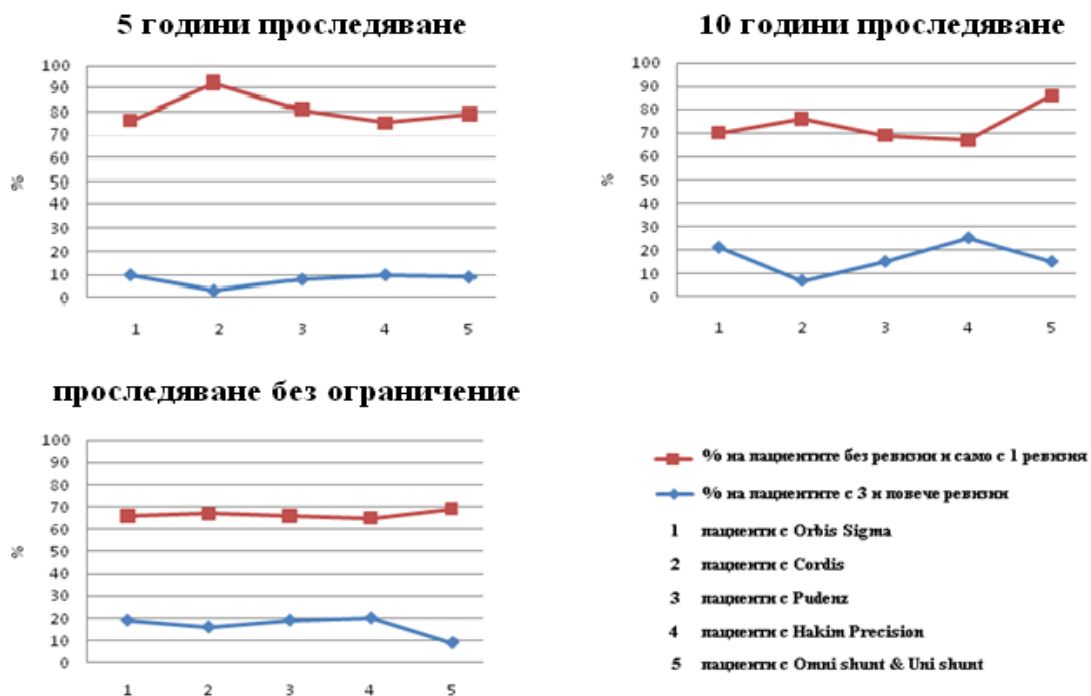 5 години проследяване
100
90
80
70
60
50
40
30
20
10
0
%
1 2 3 4 5
10 години проследяване
100
90
80
70
60
50
40
30
20
10
0
%
1 2 3 4 5
проследяване без ограничение
100
90
80
70
60
50
40
30
20
10
0
%
1 2 3 4 5
% на пациентите без ревизии и само с 1 ревизия
% на пациентите с 3 и повече ревизии
1 пациенти с Orbis Sigma
2 пациенти с Cordis
3 пациенти с Pudenz
4 пациенти с Hakim Precision
5 пациенти с Omni shunt & Uni shunt